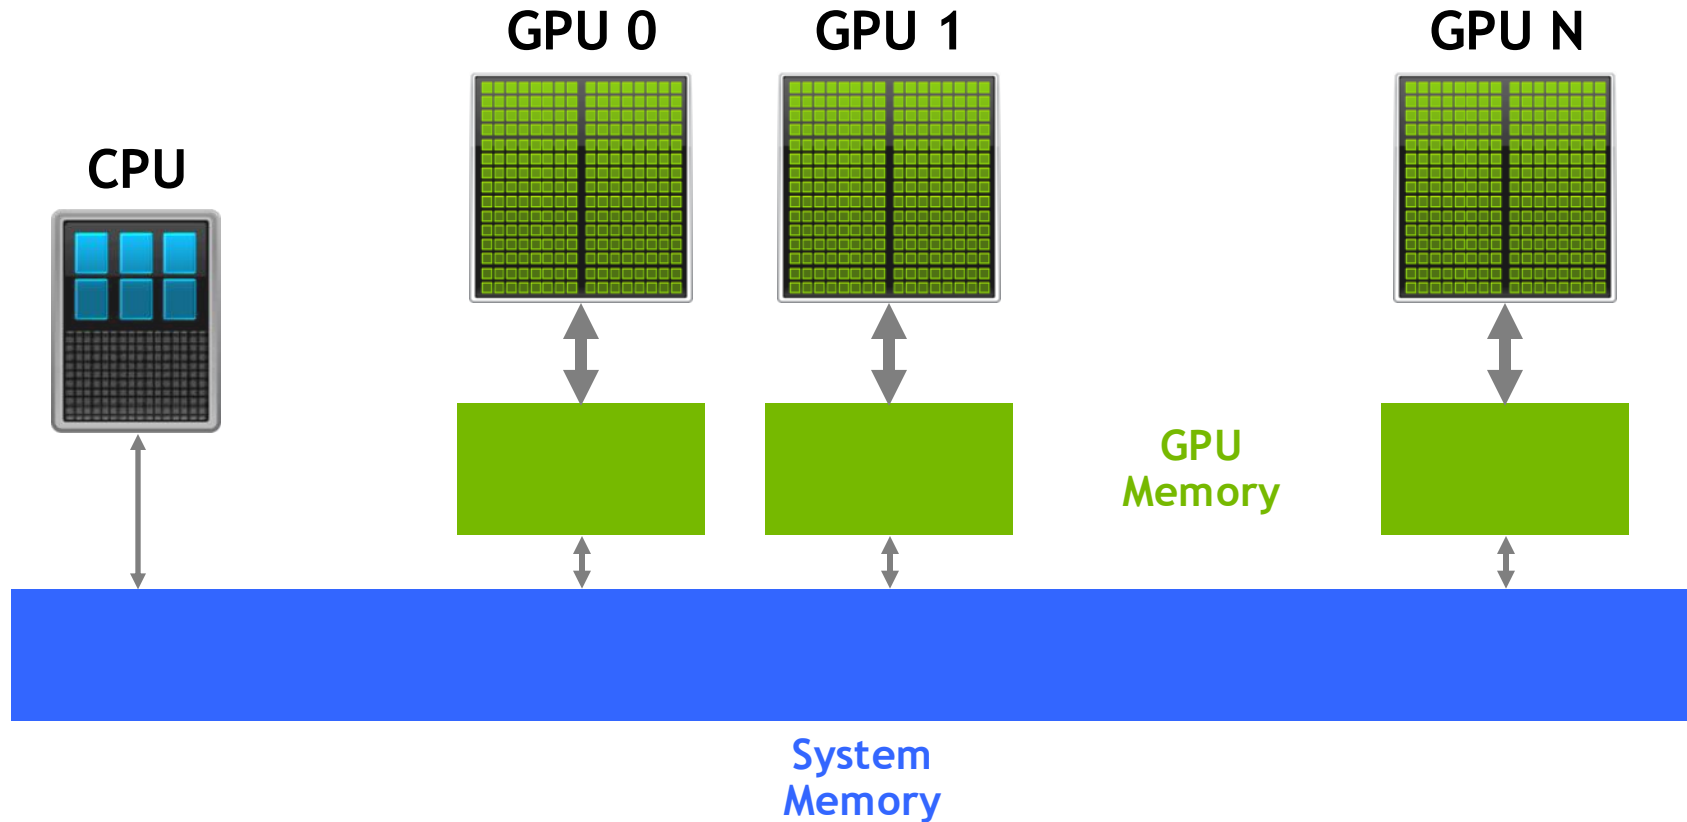 GPU 0
GPU 1
GPU N
CPU
GPU
Memory
System
Memory